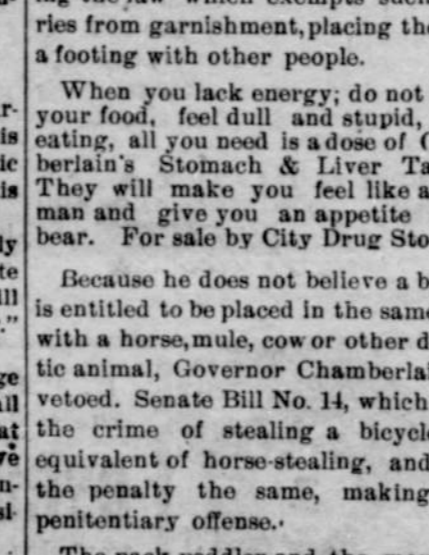 ries from garnishment, placing the
a footing with other people.
When you lack energy; do not
your food, feel dull and stupid,
eating, all you need is a dose of C
berlain's Stomach & Liver Ta
They will make you feel like a
man and give you an appetite
bear. For sale by City Drug Sto
Because he does not believe a b
is entitled to be placed in the same
with a horse, mule, cow or other d
tic animal, Governor Chamberlai
vetoed. Senate Bill No. 14, which
the crime of stealing a bicycle
equivalent of horse-stealing, and
the penalty the same, making
penitentiary offense.